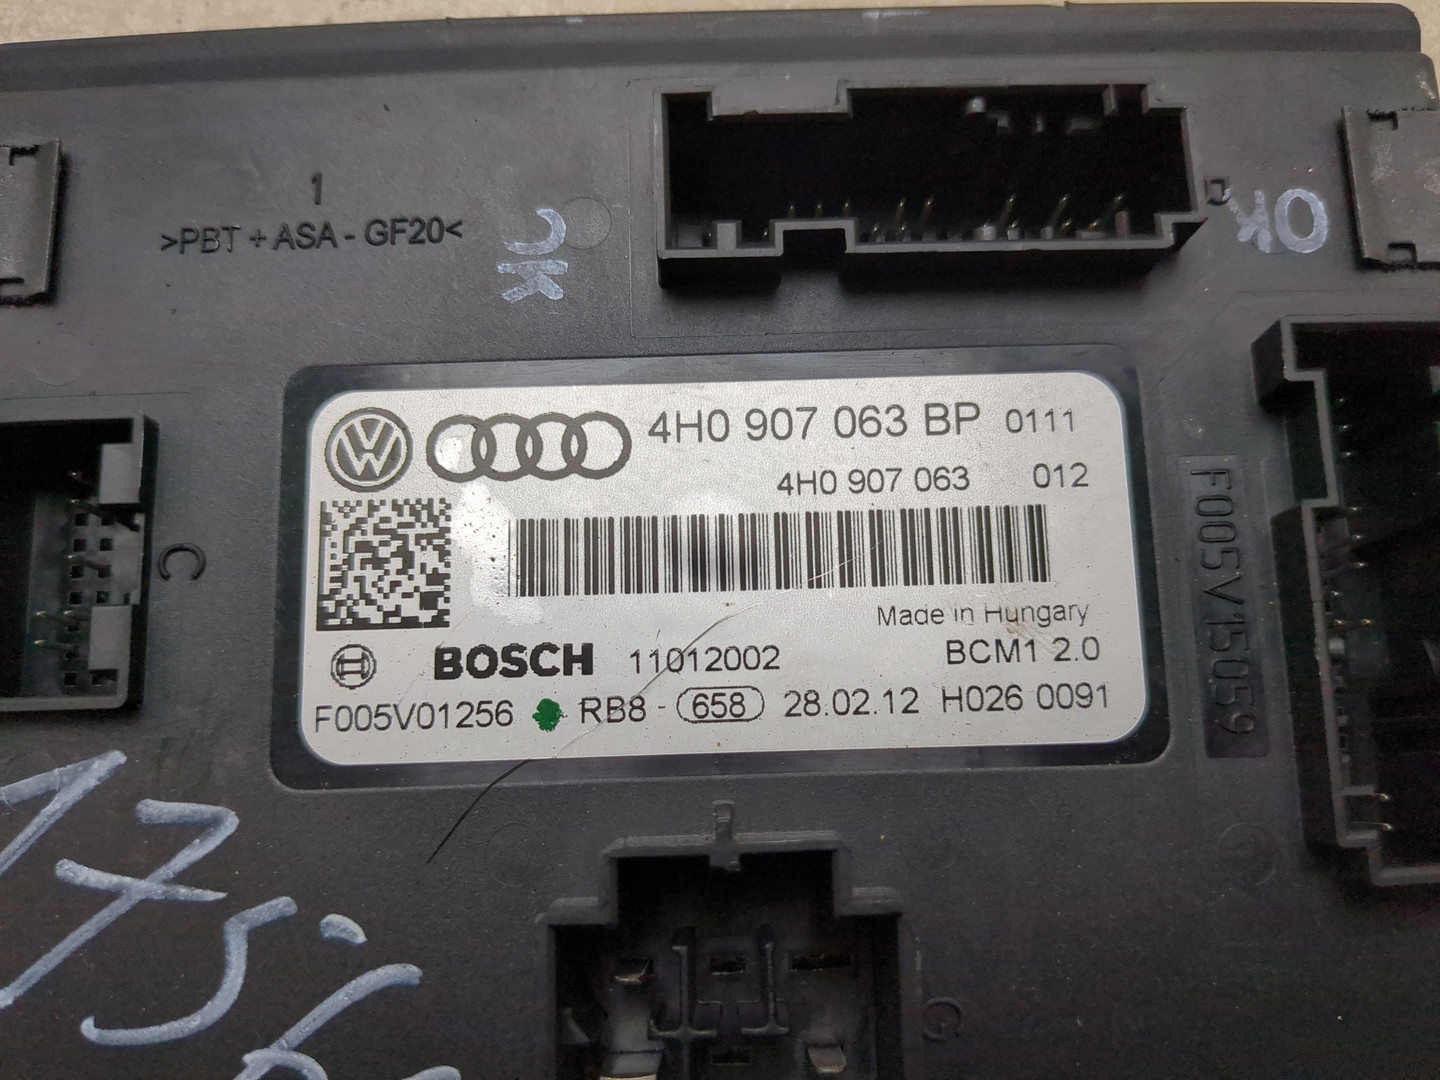 1
>PBT + ASA - GF20<
OK
OK
D
4H0 907 063 BP 0111
4H0 907 063 012
C
F005V15059
Made in Hungary
BOSCH 11012002 BCM1 2.0
F005V01256 RB8 - 658 28.02.12 H026 0091
G